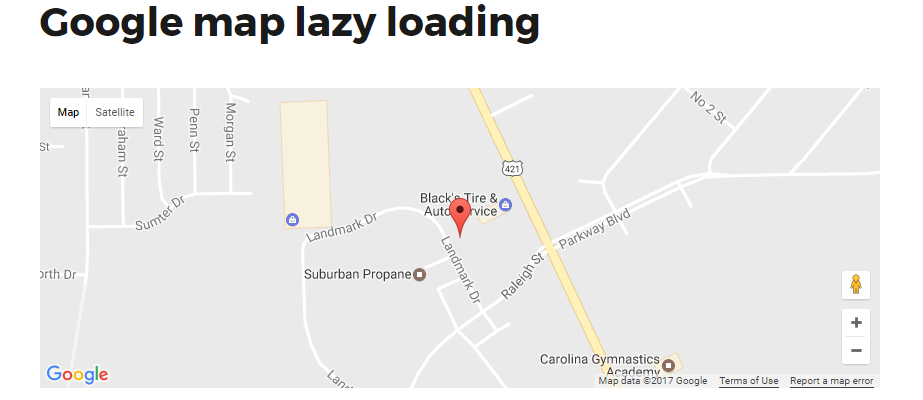 Google map lazy loading
Map
Satellite
No 2 St
St
Ward St
Penn St
Morgan St
421
Black's Tire &
Sumter Dr
Landmark Dr
Parkway Blvd
Landmark Dr
Raleigh St
Suburban Propane
Dr
Carolina Gymnastics
Academy
Google
Map data ©2017 Google
Terms of Use
Report a map error